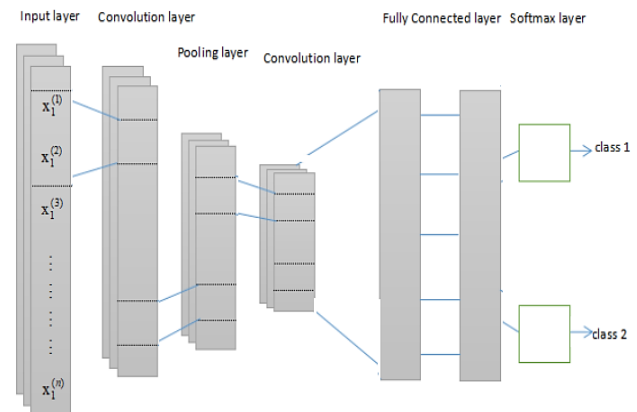 Input layer
Convolution layer
Pooling layer
Convolution layer
Fully Connected layer
Softmax layer
x₁⁽¹⁾
x₁⁽²⁾
x₁⁽³⁾
x₁⁽ⁿ⁾
class 1
class 2